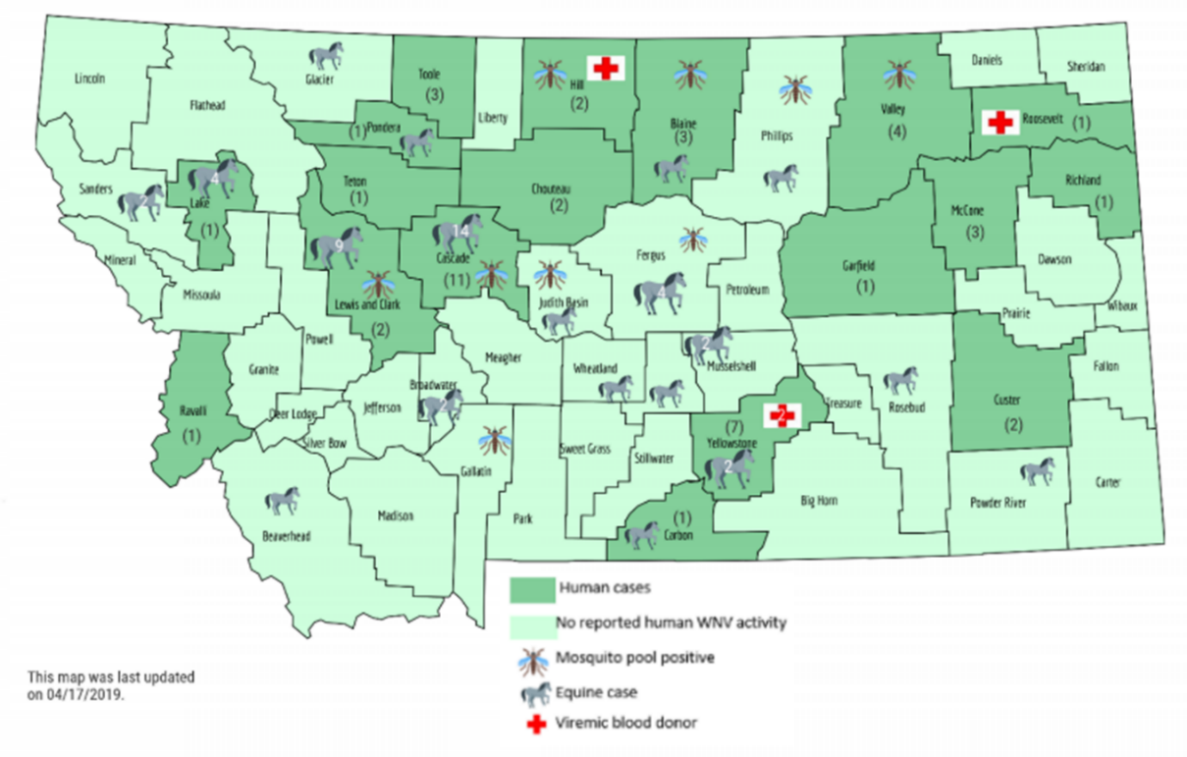 Lincoln
Flathead
Glacier
Toole
(3)
Liberty
Hill
(2)
Blaine
(3)
Phillips
Valley
(4)
Daniels
Sheridan
Roosevelt (1)
(1) Pondera
Teton
(1)
Chouteau
(2)
Sanders
4
Lake
(1)
Mineral
Missoula
9
Lewis and Clark
(2)
14
Cascade
(11)
Judith Basin
Fergus
4
Petroleum
Garfield
(1)
McCone
(3)
Richland
(1)
Dawson
Prairie
Wibaux
Powell
Granite
Ravalli
(1)
Deer Lodge
Silver Bow
Jefferson
Broadwater
Meagher
Wheatland
2
Musselshell
Treasure
Rosebud
Custer
(2)
Fallon
2
(7)
Yellowstone
2
Gallatin
Sweet Grass
Stillwater
Park
(1)
Carbon
Big Horn
Powder River
Carter
Beaverhead
Madison
Human cases
No reported human WNV activity
Mosquito pool positive
Equine case
Viremic blood donor
This map was last updated
on 04/17/2019.